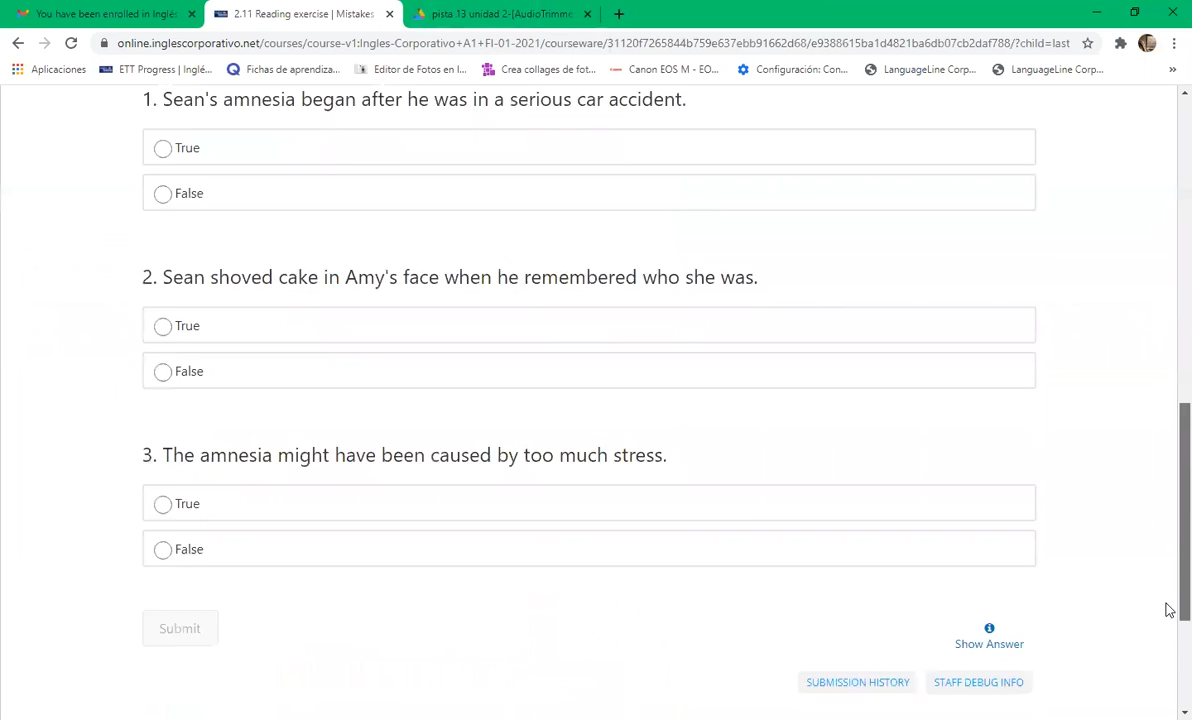 You have been enrolled in Inglés
2.11 Reading exercise | Mistakes
pista 13 unidad 2-[AudioTrimme
online.inglescorporativo.net/courses/course-v1:Ingles-Corporativo+A1+FI-01-2021/courseware/31120f7265844b759e637ebb91662d68/e9388615ba1d4821ba6db07cb2daf788/?child=last
Aplicaciones
ETT Progress | Inglé...
Fichas de aprendiza...
Editor de Fotos en l...
Crea collages de fot...
Canon EOS M - EO...
Configuración: Con...
LanguageLine Corp...
LanguageLine Corp...
»
1. Sean's amnesia began after he was in a serious car accident.
True
False
2. Sean shoved cake in Amy's face when he remembered who she was.
True
False
3. The amnesia might have been caused by too much stress.
True
False
Submit
Show Answer
SUBMISSION HISTORY
STAFF DEBUG INFO